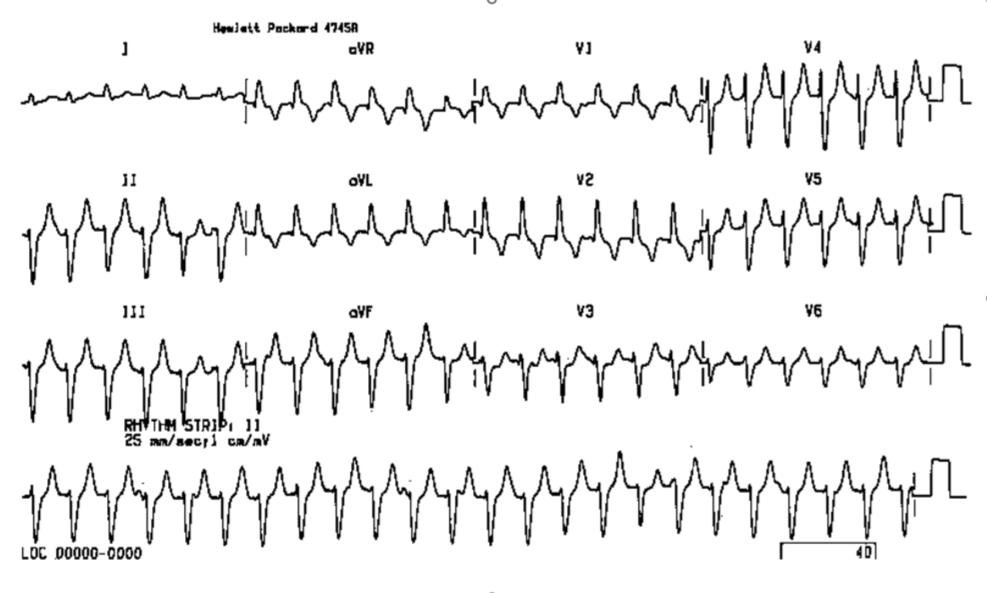 Hewlett Packard 4745A
I aVR V1 V4
II aVL V2 V5
III aVF V3 V6
RHYTHM STRIP: II
25 mm/sec;1 cm/mV
LOC 00000-0000
40